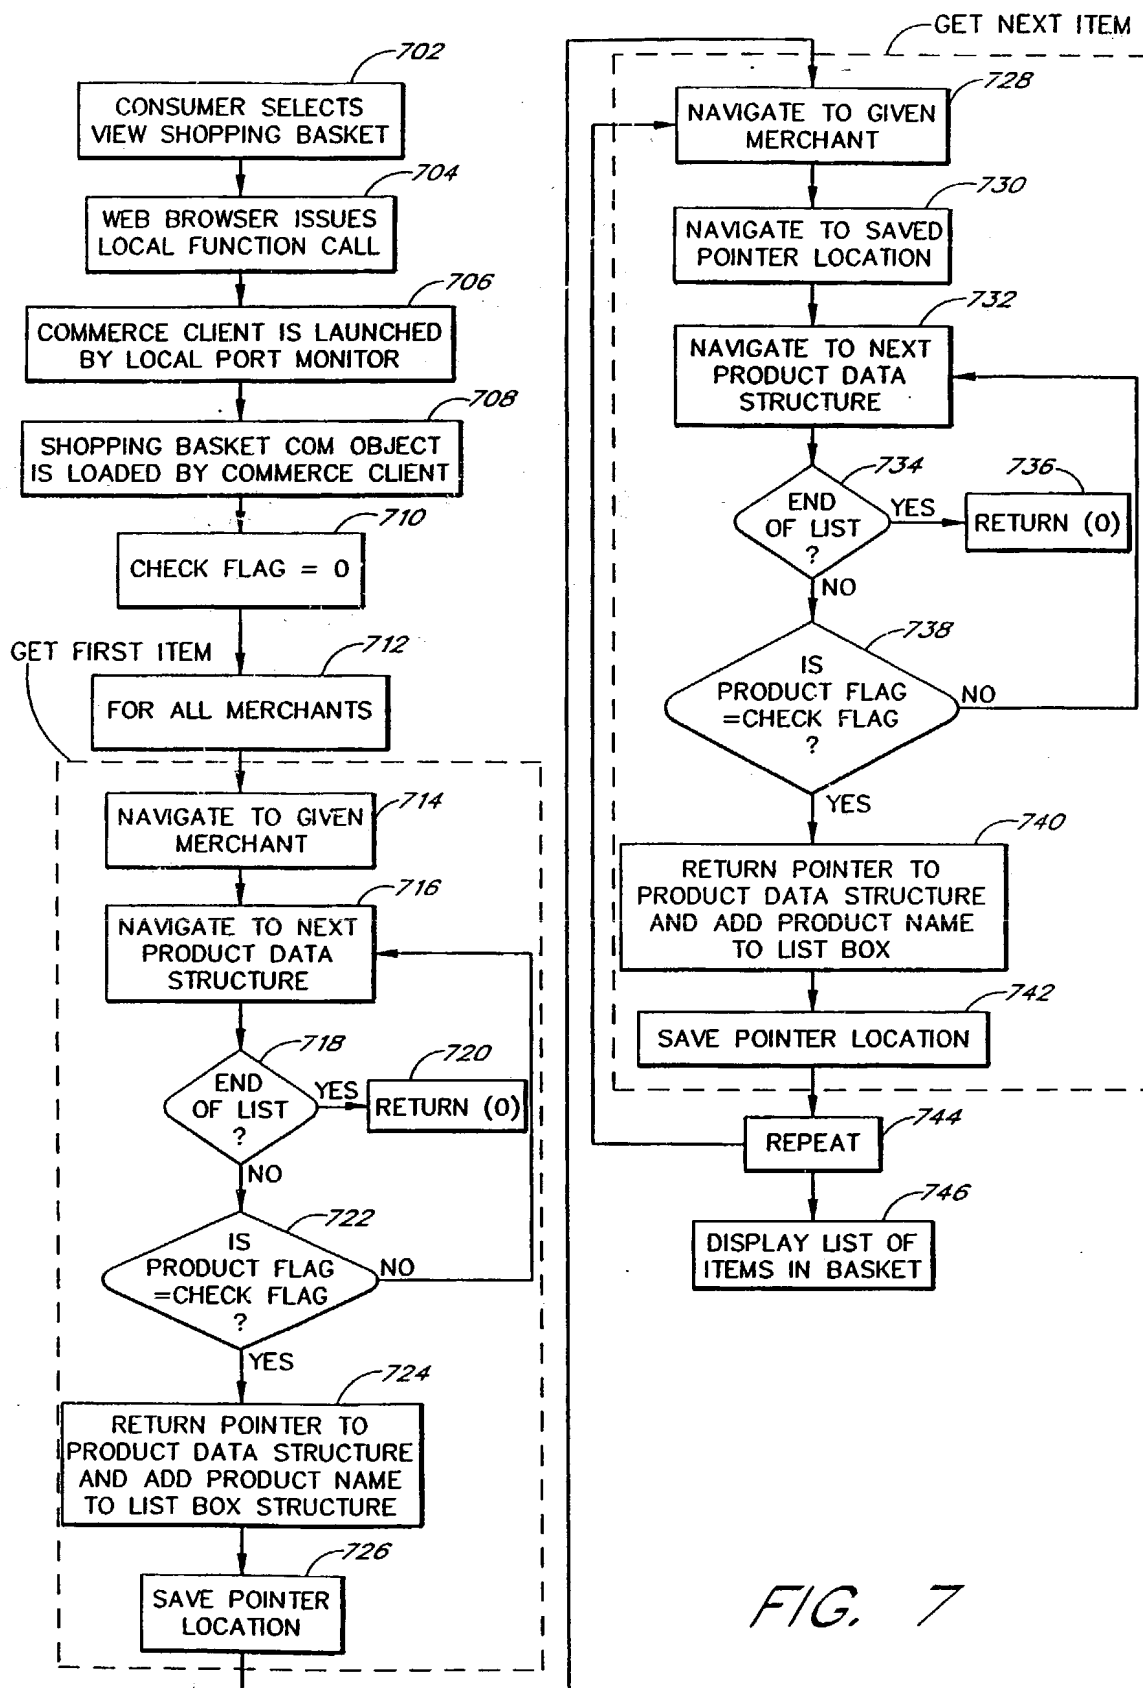 702
CONSUMER SELECTS
VIEW SHOPPING BASKET
704
WEB BROWSER ISSUES
LOCAL FUNCTION CALL
706
COMMERCE CLIENT IS LAUNCHED
BY LOCAL PORT MONITOR
708
SHOPPING BASKET COM OBJECT
IS LOADED BY COMMERCE CLIENT
710
CHECK FLAG = 0
GET FIRST ITEM
712
FOR ALL MERCHANTS
714
NAVIGATE TO GIVEN
MERCHANT
716
NAVIGATE TO NEXT
PRODUCT DATA
STRUCTURE
718
END
OF LIST
?
YES
720
RETURN (0)
NO
722
IS
PRODUCT FLAG
=CHECK FLAG
?
NO
YES
724
RETURN POINTER TO
PRODUCT DATA STRUCTURE
AND ADD PRODUCT NAME
TO LIST BOX STRUCTURE
726
SAVE POINTER
LOCATION
GET NEXT ITEM
728
NAVIGATE TO GIVEN
MERCHANT
730
NAVIGATE TO SAVED
POINTER LOCATION
732
NAVIGATE TO NEXT
PRODUCT DATA
STRUCTURE
734
END
OF LIST
?
YES
736
RETURN (0)
NO
738
IS
PRODUCT FLAG
=CHECK FLAG
?
NO
YES
740
RETURN POINTER TO
PRODUCT DATA STRUCTURE
AND ADD PRODUCT NAME
TO LIST BOX
742
SAVE POINTER LOCATION
744
REPEAT
746
DISPLAY LIST OF
ITEMS IN BASKET
FIG. 7